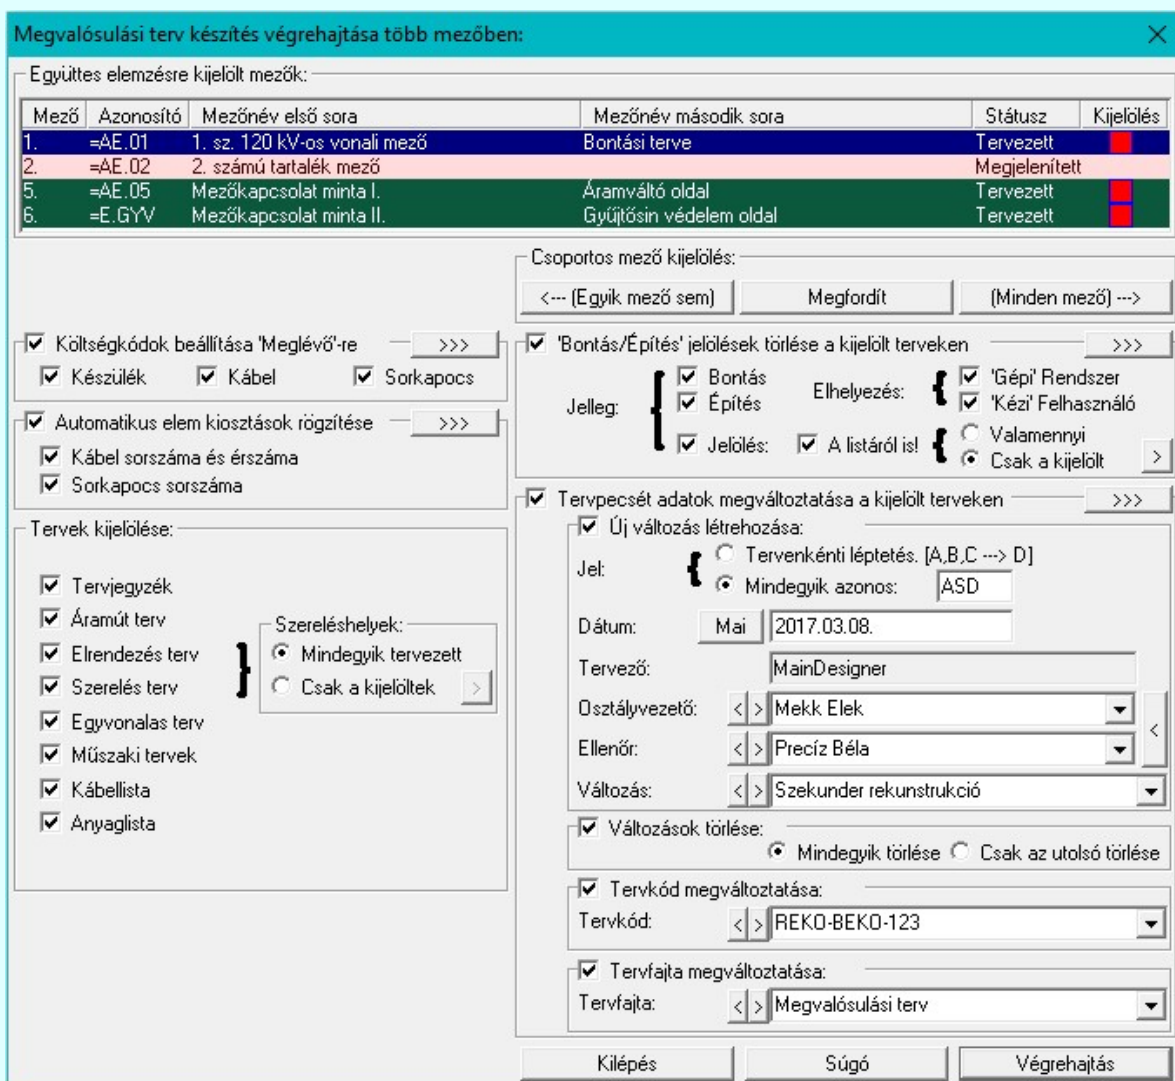 Megvalósulási terv készítés végrehajtása több mezőben:
Együttes elemzésre kijelölt mezők:
Mező Azonosító Mezőnév első sora Mezőnév második sora Státusz Kijelölés
1. =AE.01 1. sz. 120 kV-os vonali mező Bontási terve Tervezett
2. =AE.02 2. számú tartalék mező Megjelenített
5. =AE.05 Mezőkapcsolat minta I. Áramváltó oldal Tervezett
6. =E.GYV Mezőkapcsolat minta II. Gyűjtősin védelem oldal Tervezett
Csoportos mező kijelölés:
<--- (Egyik mező sem) Megfordít (Minden mező) --->
Költségkódok beállítása 'Meglévő'-re >>>
Készülék Kábel Sorkapocs
Automatikus elem kiosztások rögzítése >>>
Kábel sorszáma és érszáma
Sorkapocs sorszáma
Tervek kijelölése:
Tervjegyzék
Áramút terv
Elrendezés terv
Szerelés terv
Egyvonalas terv
Műszaki tervek
Kábellista
Anyaglista
Szereléshelyek:
Mindegyik tervezett
Csak a kijelöltek >
'Bontás/Építés' jelölések törlése a kijelölt terveken >>>
Jelleg: { Bontás
Építés
Jelölés: A listáról is!
Elhelyezés: { 'Gépi' Rendszer
'Kézi' Felhasználó
{ Valamennyi
Csak a kijelölt >
Tervpecsét adatok megváltoztatása a kijelölt terveken >>>
Új változás létrehozása:
Jel: { Tervenkénti léptetés. [A,B,C ---> D]
Mindegyik azonos: ASD
Dátum: Mai 2017.03.08.
Tervező: MainDesigner
Osztályvezető: < > Mekk Elek
Ellenőr: < > Precíz Béla <
Változás: < > Szekunder rekunstrukció
Változások törlése:
Mindegyik törlése Csak az utolsó törlése
Tervkód megváltoztatása:
Tervkód: < > REKO-BEKO-123
Tervfajta megváltoztatása:
Tervfajta: < > Megvalósulási terv
Kilépés Súgó Végrehajtás